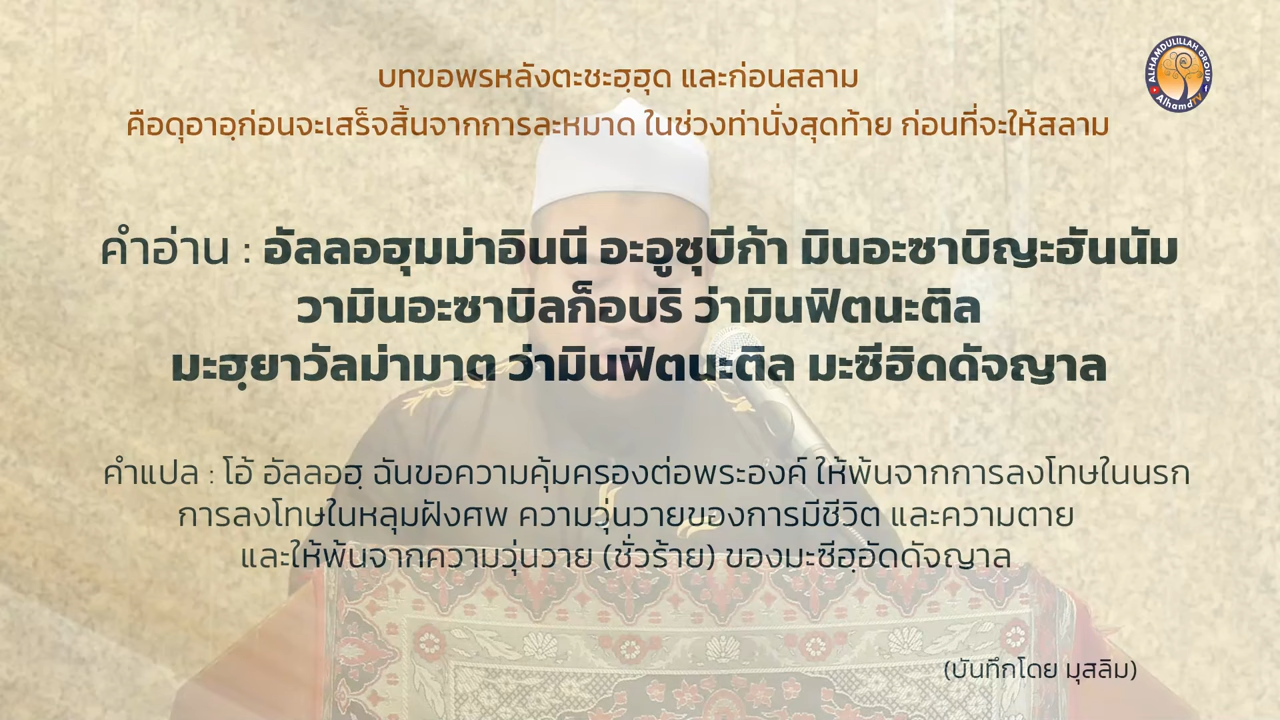 บทขอพรหลังตะชะฮฺฮุด และก่อนสลาม
คือดุอาอฺก่อนจะเสร็จสิ้นจากการละหมาด ในช่วงท่านั่งสุดท้าย ก่อนที่จะให้สลาม
ALHAMDULILLAH GROUP
AlhamdTV
คำอ่าน : อัลลอฮุมม่าอินนี อะอูซุบีก้า มินอะซาบิญะฮันนัม
วามินอะซาบิลก็อบริ ว่ามินฟิตนะติล
มะฮฺยาวัลม่ามาต ว่ามินฟิตนะติล มะซีฮิดดัจญาล
คำแปล : โอ้ อัลลอฮฺ ฉันขอความคุ้มครองต่อพระองค์ ให้พ้นจากการลงโทษในนรก
การลงโทษในหลุมฝังศพ ความวุ่นวายของการมีชีวิต และความตาย
และให้พ้นจากความวุ่นวาย (ชั่วร้าย) ของมะซีฮฺอัดดัจญาล
(บันทึกโดย มุสลิม)